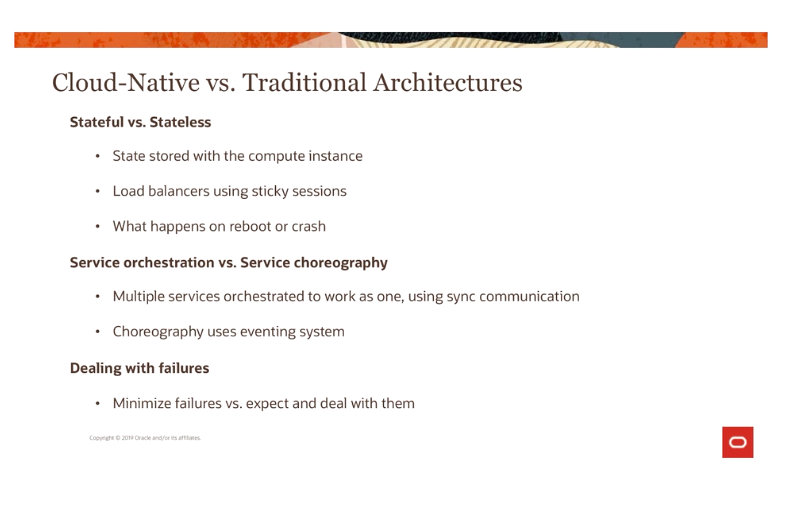 Cloud-Native vs. Traditional Architectures
Stateful vs. Stateless
• State stored with the compute instance
• Load balancers using sticky sessions
• What happens on reboot or crash
Service orchestration vs. Service choreography
• Multiple services orchestrated to work as one, using sync communication
• Choreography uses eventing system
Dealing with failures
• Minimize failures vs. expect and deal with them
Copyright © 2019 Oracle and/or its affiliates.